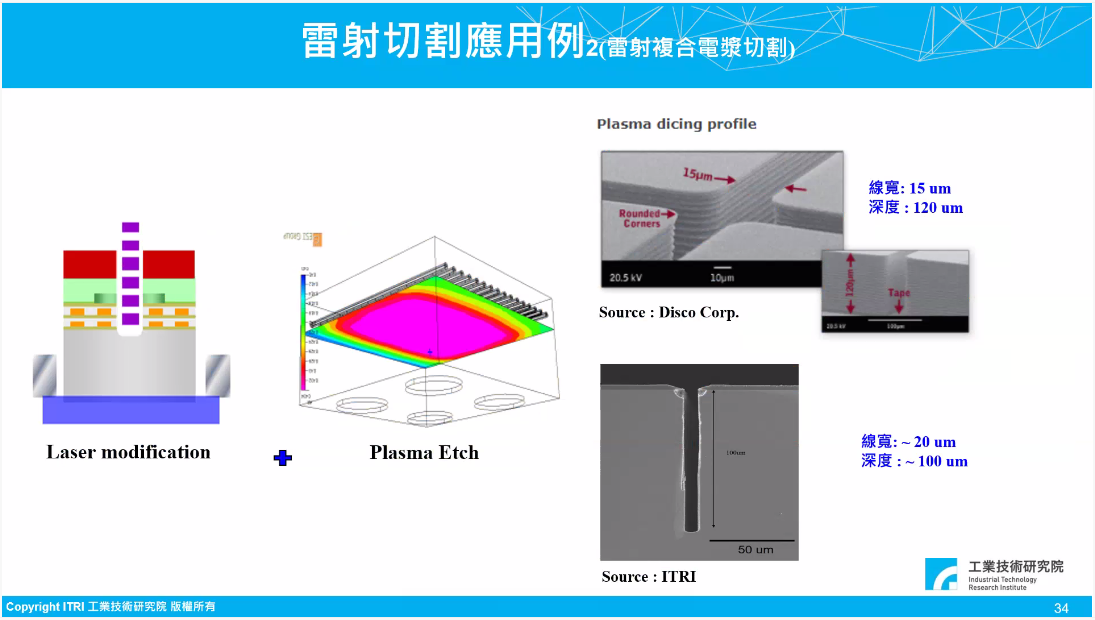 雷射切割應用例2(雷射複合電漿切割)
Plasma dicing profile
15μm
Rounded
Corners
20.5 kV
10μm
線寬: 15 um
深度 : 120 um
120μm
Tape
20.5 kV
100μm
Source : Disco Corp.
Laser modification
Plasma Etch
100um
50 um
線寬: ~ 20 um
深度 : ~ 100 um
Source : ITRI
工業技術研究院
Industrial Technology
Research Institute
Copyright ITRI 工業技術研究院 版權所有
34